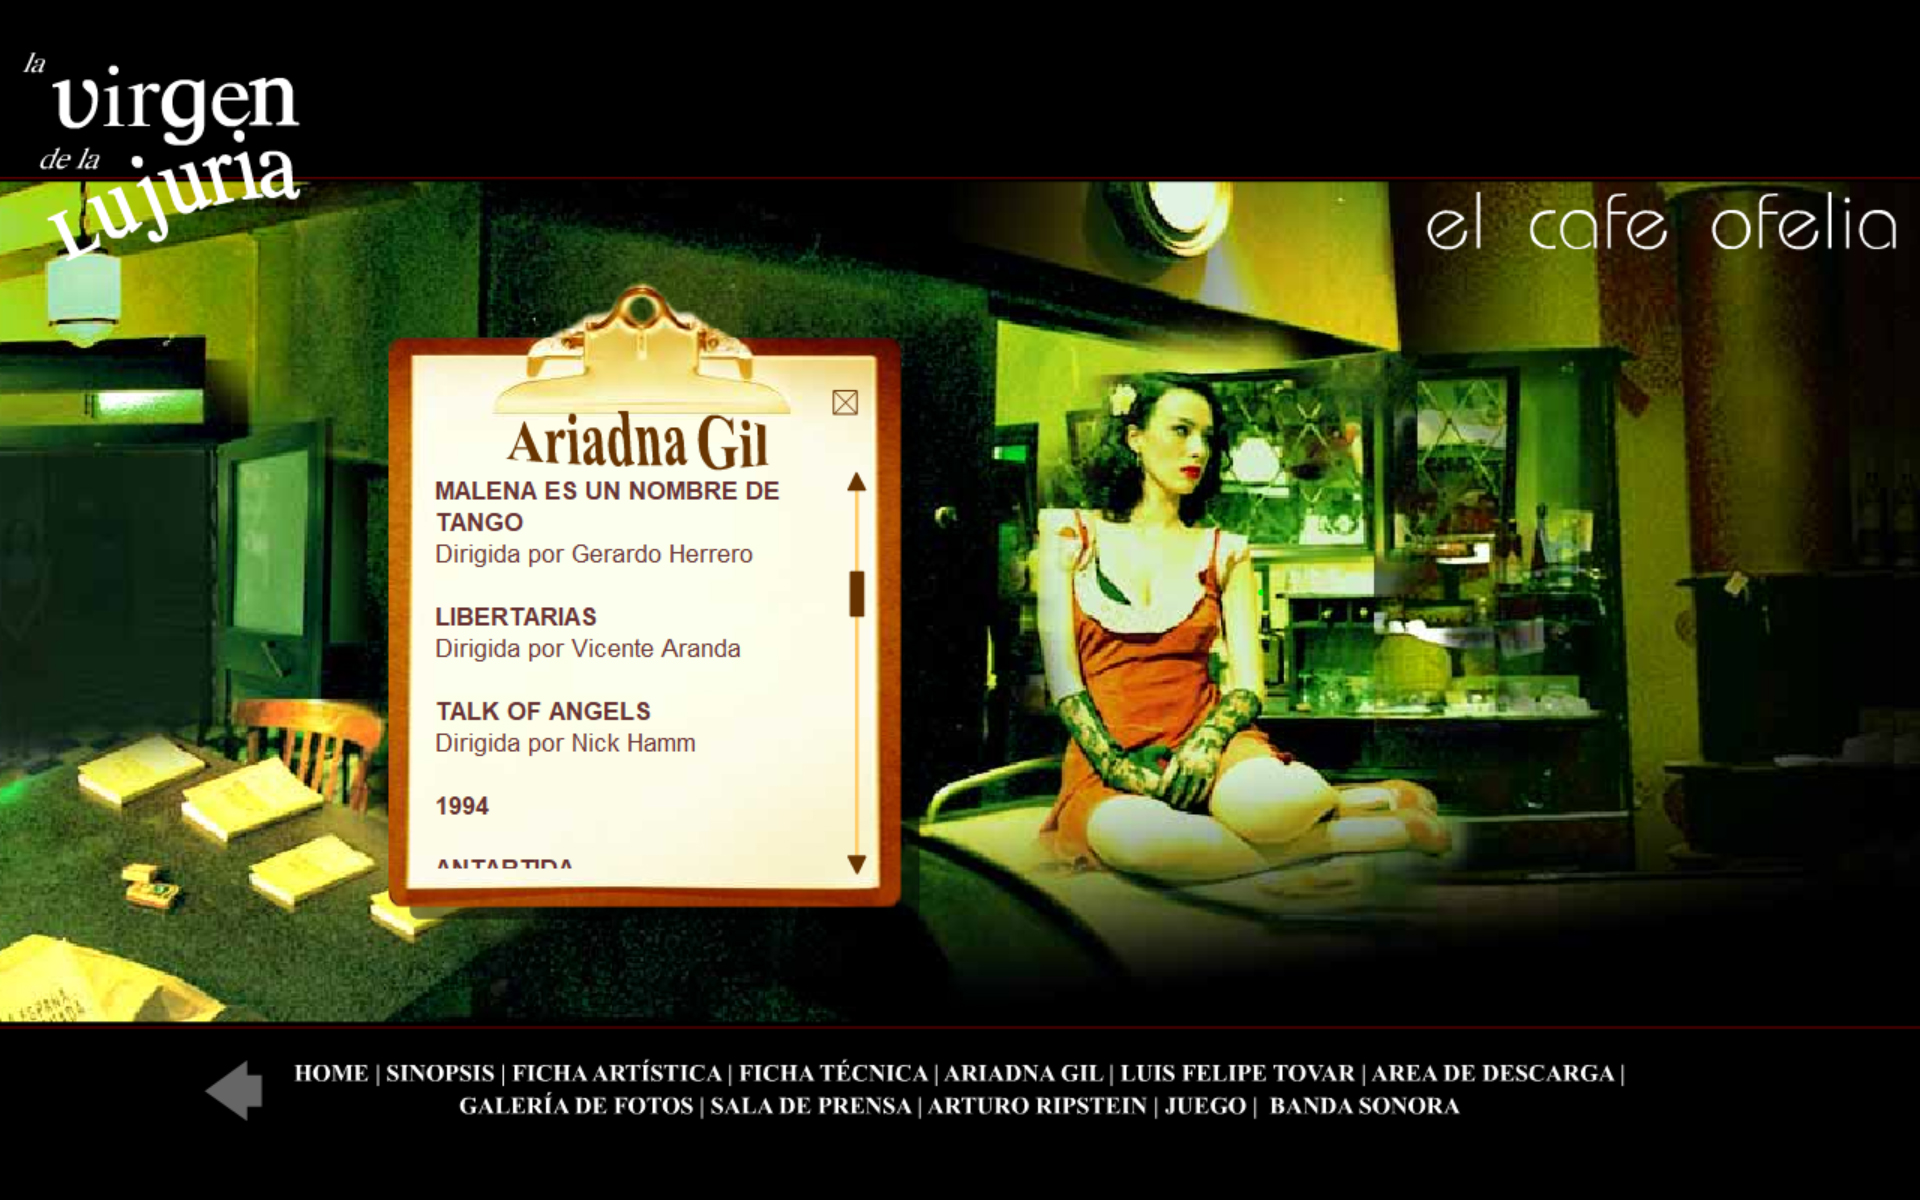 la
virgen
de la
Lujuria
el cafe ofelia
Ariadna Gil
MALENA ES UN NOMBRE DE
TANGO
Dirigida por Gerardo Herrero
LIBERTARIAS
Dirigida por Vicente Aranda
TALK OF ANGELS
Dirigida por Nick Hamm
1994
ANTARTIDA
HOME | SINOPSIS | FICHA ARTÍSTICA | FICHA TÉCNICA | ARIADNA GIL | LUIS FELIPE TOVAR | AREA DE DESCARGA |
GALERÍA DE FOTOS | SALA DE PRENSA | ARTURO RIPSTEIN | JUEGO | BANDA SONORA